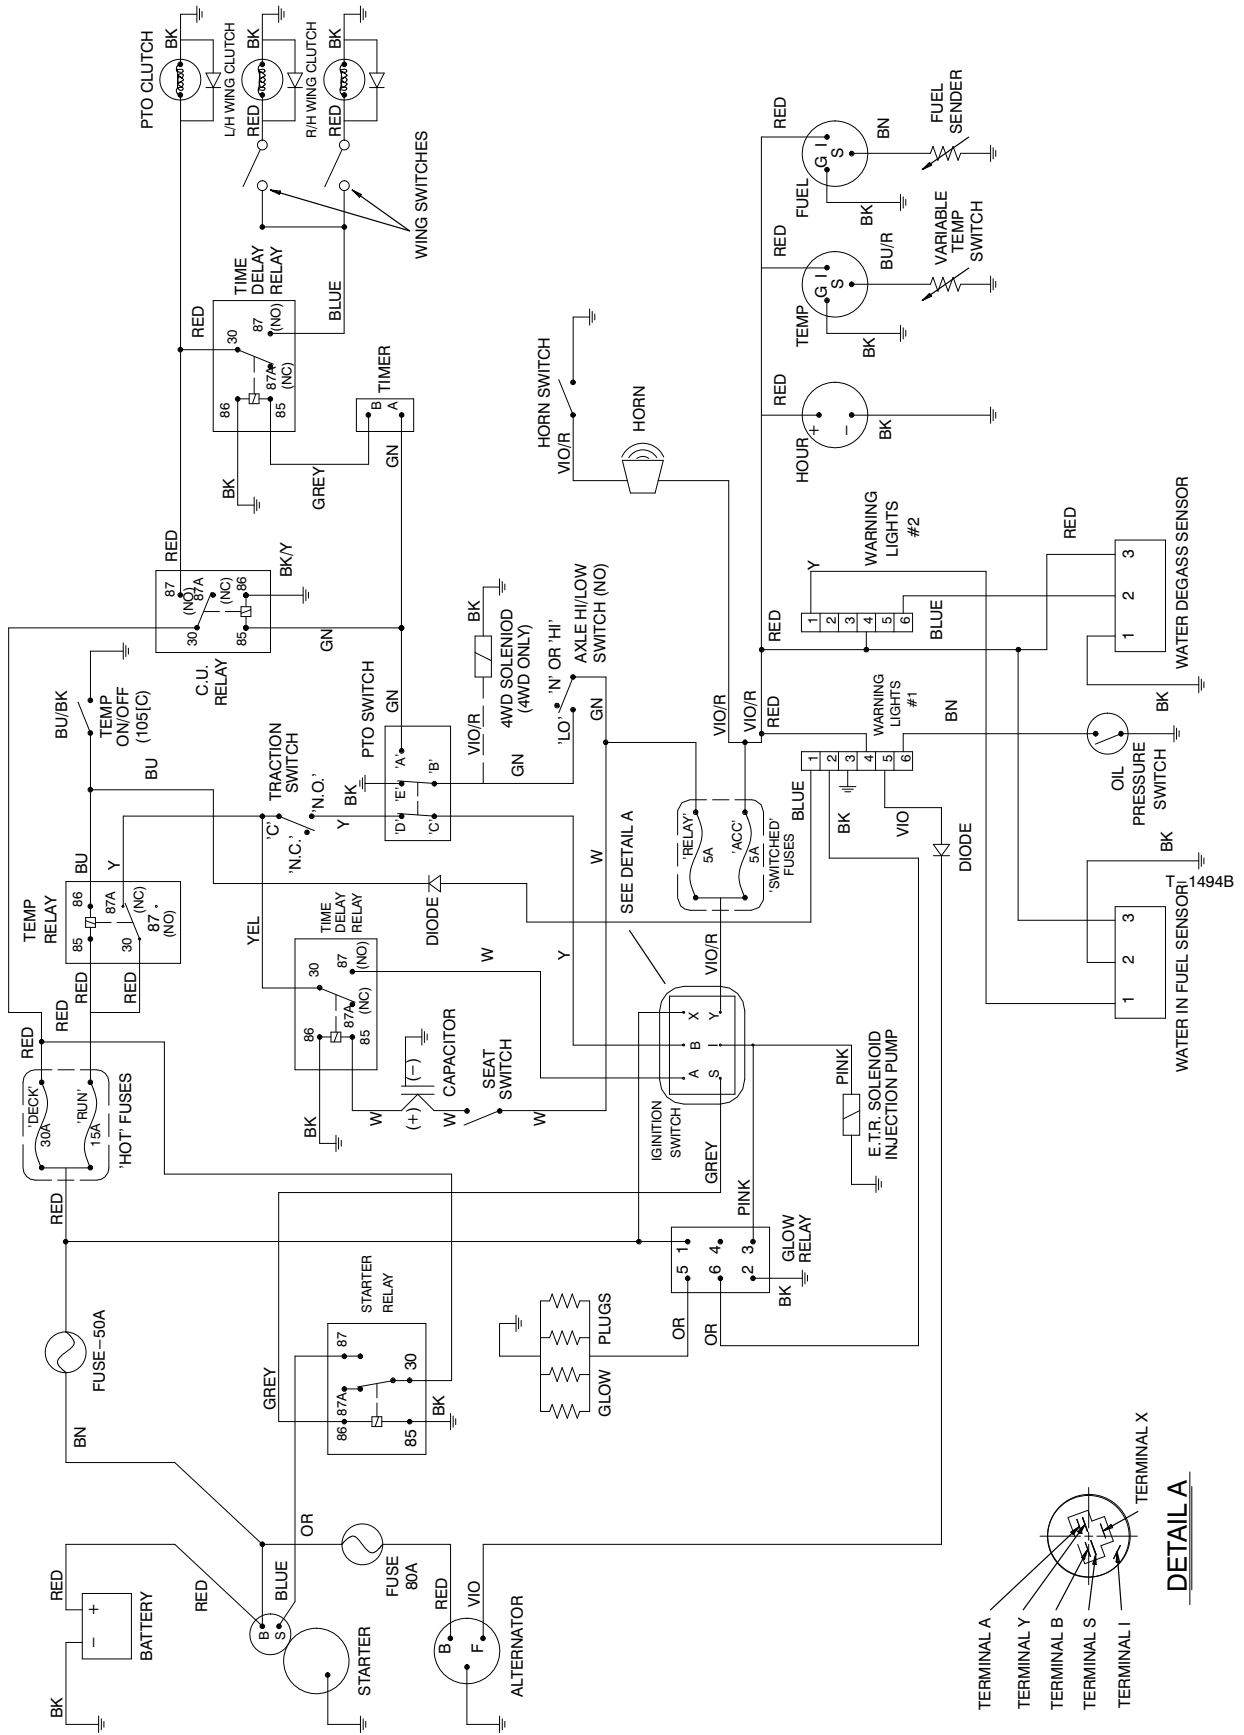 PTO CLUTCH
BK
L/H WING CLUTCH
RED
BK
R/H WING CLUTCH
RED
BK
WING SWITCHES
TIME
DELAY
RELAY
RED
BLUE
30
87
(NO)
87A
(NC)
86
85
TIMER
B
A
BK
GREY
GN
RED
BK/Y
87
(NO)
87A
(NC)
86
30
85
GN
C.U.
RELAY
BU/BK
TEMP
ON/OFF
(105[C)
BU
TEMP
RELAY
BU
Y
86
87A
(NC)
85
30
87
(NO)
RED
RED
RED
RED
'HOT' FUSES
'DECK'
30A
'RUN'
15A
RED
TRACTION
SWITCH
'C'
'N.O.'
'N.C.'
Y
YEL
PTO SWITCH
GN
BK
'A'
'B'
'E'
'D'
'C'
VIO/R
BK
4WD SOLENIOD
(4WD ONLY)
GN
'LO'
'N' OR 'HI'
AXLE HI/LOW
SWITCH (NO)
GN
HORN SWITCH
VIO/R
HORN
VIO/R
VIO/R
TIME
DELAY
RELAY
30
87
(NO)
87A
(NC)
86
85
W
DIODE
Y
W
BK
W
(+)
(-)
CAPACITOR
W
SEAT
SWITCH
W
SEE DETAIL A
'RELAY'
5A
'ACC'
5A
'SWITCHED'
FUSES
VIO/R
IGINITION
SWITCH
A
B
X
S
I
Y
GREY
PINK
PINK
E.T.R. SOLENOID
INJECTION PUMP
GLOW
RELAY
5
1
6
4
2
3
BK
OR
OR
GLOW
PLUGS
STARTER
RELAY
87
87A
30
86
85
BK
GREY
FUSE-50A
BN
OR
FUSE
80A
BATTERY
+
-
RED
BK
RED
BLUE
B
S
STARTER
RED
VIO
B
F
ALTERNATOR
RED
FUEL
G
I
S
BK
BN
FUEL
SENDER
RED
TEMP
G
I
S
BK
BU/R
VARIABLE
TEMP
SWITCH
RED
HOUR
+
-
BK
RED
Y
1
2
3
4
5
6
WARNING
LIGHTS
#2
BLUE
RED
1
2
3
WATER DEGASS SENSOR
BK
RED
BLUE
BK
1
2
3
4
5
6
WARNING
LIGHTS
#1
BN
VIO
DIODE
OIL
PRESSURE
SWITCH
BK
1
2
3
WATER IN FUEL SENSOR
T_1494B
TERMINAL A
TERMINAL Y
TERMINAL B
TERMINAL S
TERMINAL I
TERMINAL X
DETAIL A